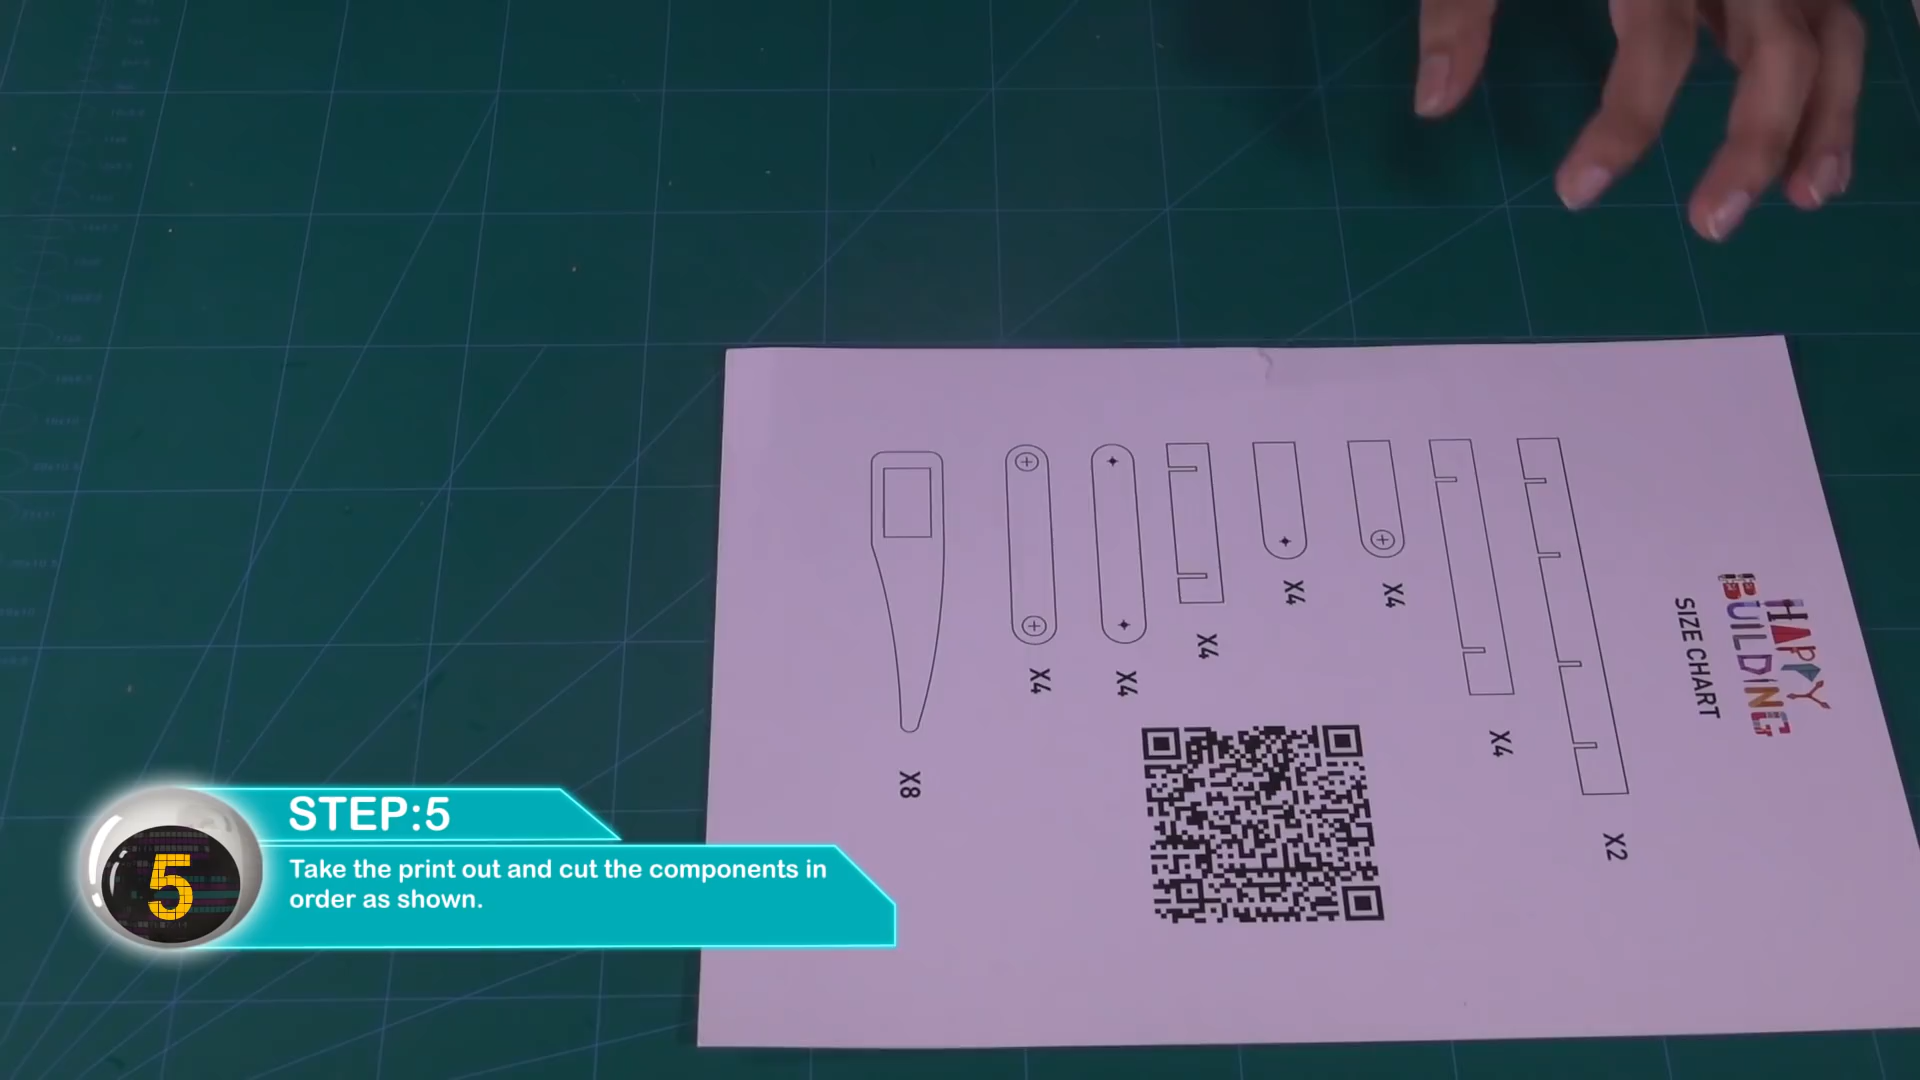 HAPPY
BUILDING
SIZE CHART
X8
X4
X4
X4
X4
X4
X4
X2
STEP:5
5
Take the print out and cut the components in
order as shown.